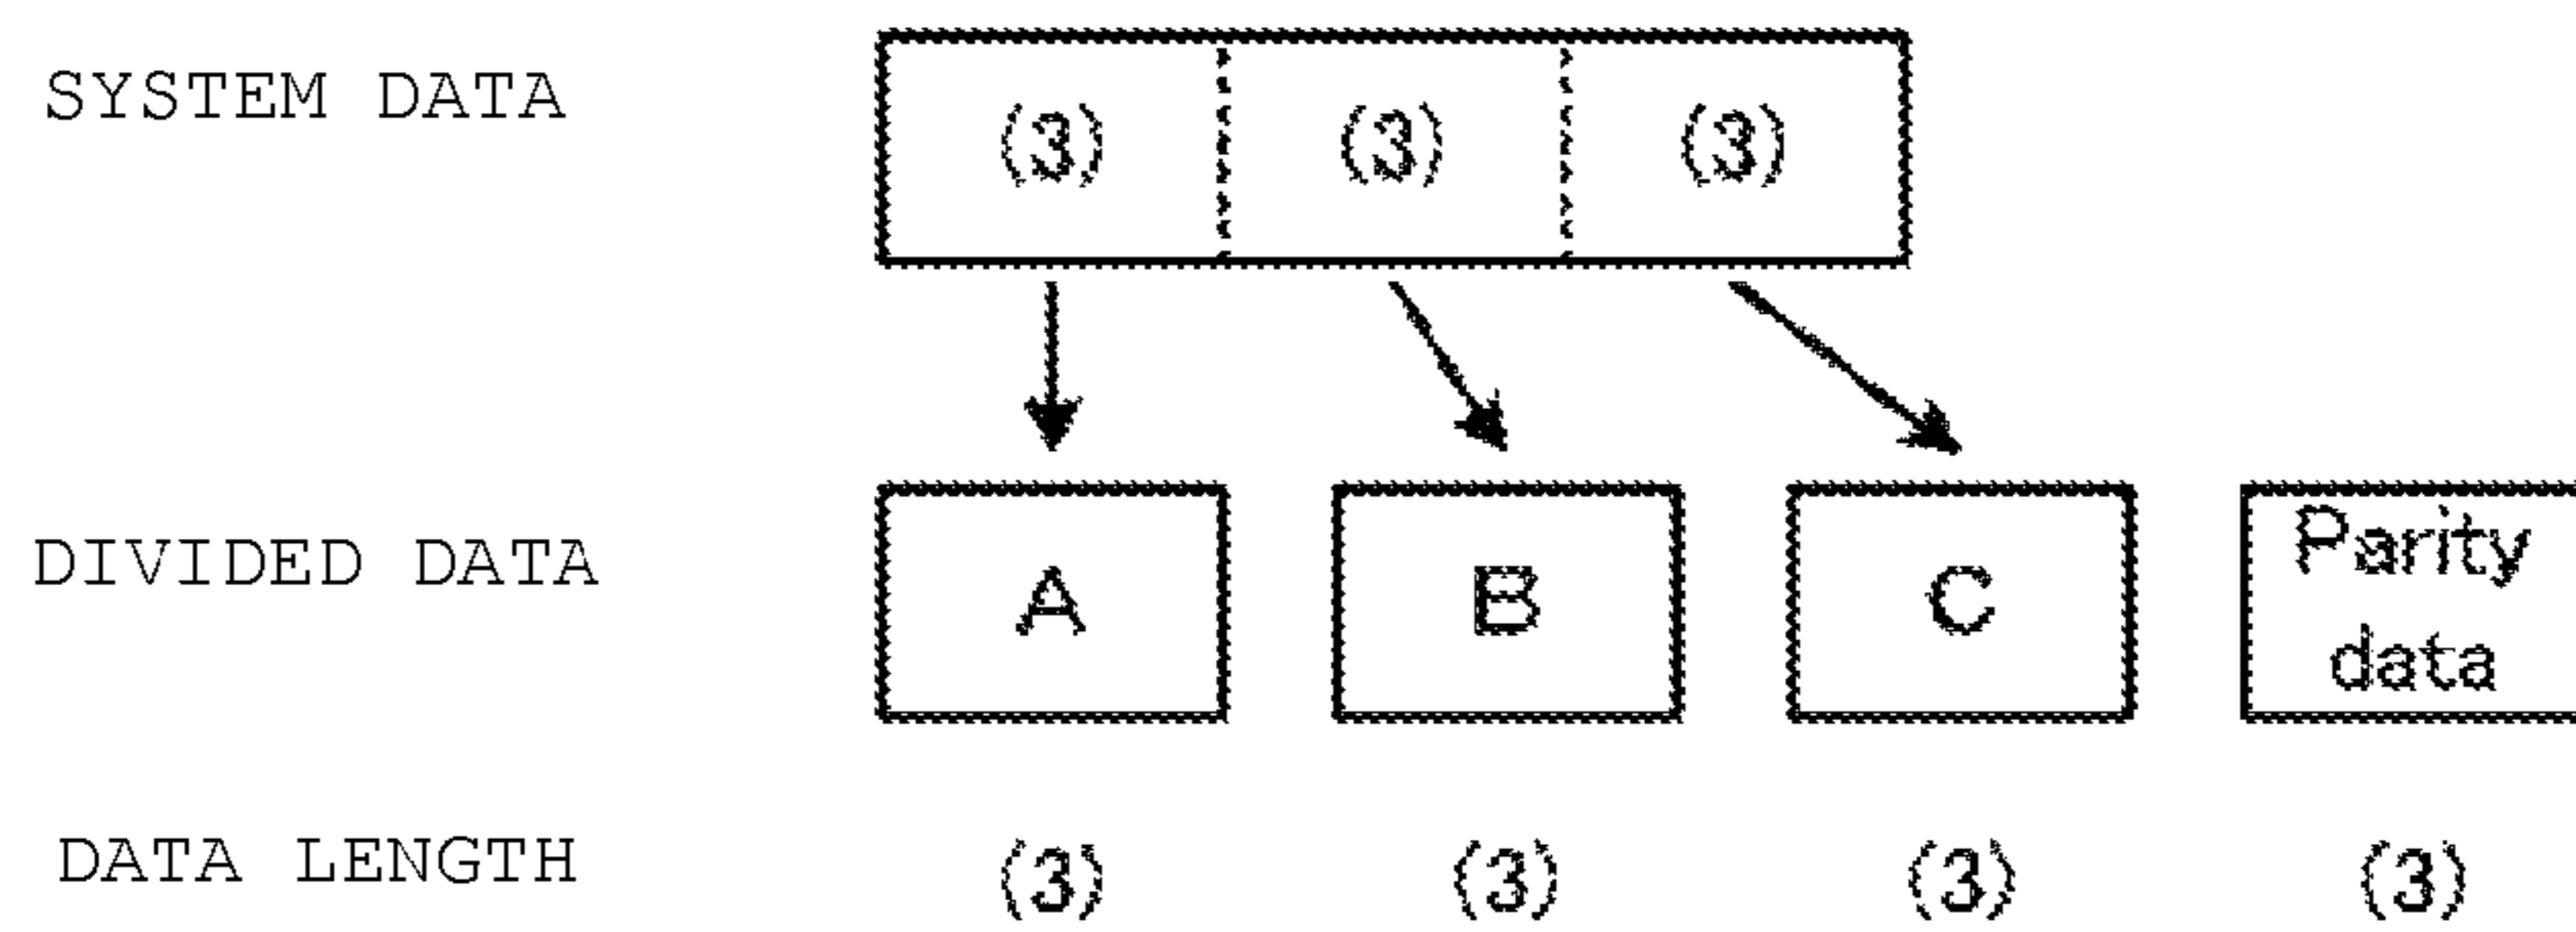 SYSTEM DATA (3) (3) (3)
DIVIDED DATA A B C Parity
data
DATA LENGTH (3) (3) (3) (3)